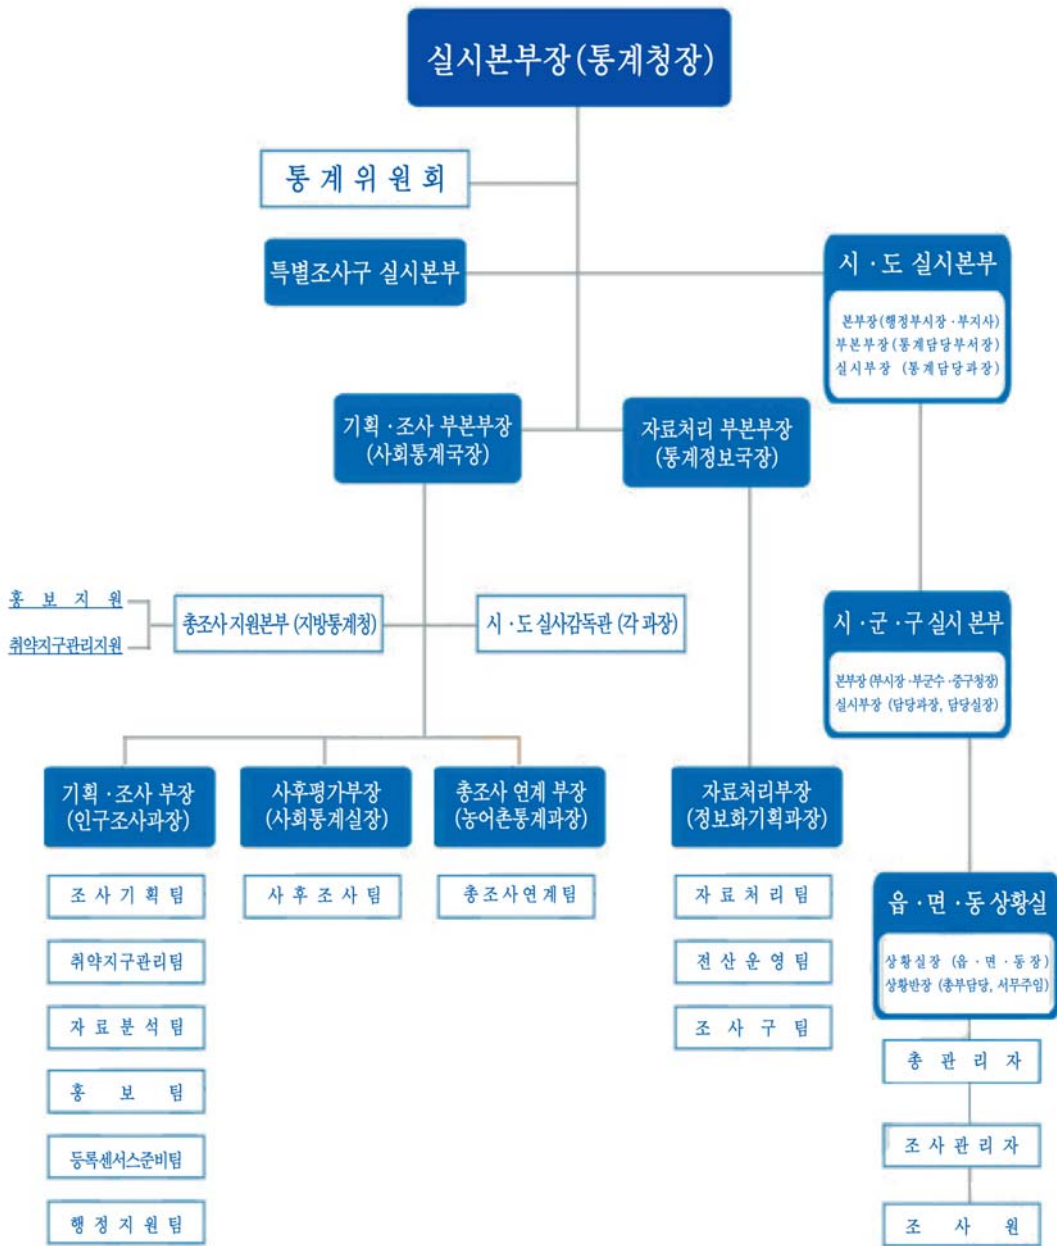 실시본부장(통계청장)
통 계 위 원 회
특별조사구 실시본부
시 · 도 실시본부
본부장(행정부시장 · 부지사)
부본부장(통계담당부서장)
실시부장 (통계담당과장)
기획 · 조사 부본부장
(사회통계국장)
자료처리 부본부장
(통계정보국장)
홍 보 지 원
취약지구관리지원
총조사 지원본부 (지방통계청)
시 · 도 실사감독관 (각 과장)
시 · 군 · 구 실시 본부
본부장 (부시장 · 부군수 · 중구청장)
실시부장 (담당과장, 담당실장)
기획 · 조사 부장
(인구조사과장)
사후평가부장
(사회통계실장)
총조사 연계 부장
(농어촌통계과장)
자료처리부장
(정보화기획과장)
조 사 기 획 팀
취약지구관리팀
자 료 분 석 팀
홍 보 팀
등록센서스준비팀
행 정 지 원 팀
사 후 조 사 팀
총조사연계팀
자 료 처 리 팀
전 산 운 영 팀
조 사 구 팀
읍 · 면 · 동 상황실
상황실장 (읍 · 면 · 동장)
상황반장 (총부담당, 서무주임)
총 관 리 자
조 사 관 리 자
조 사 원